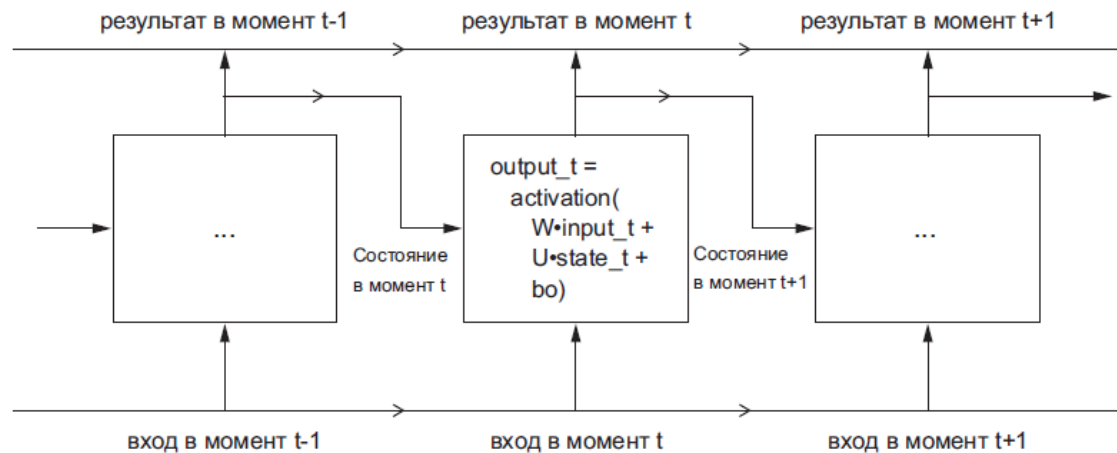 результат в момент t-1
результат в момент t
результат в момент t+1
...
output_t =
activation(
W•input_t +
U•state_t +
bo)
...
Состояние
в момент t
Состояние
в момент t+1
вход в момент t-1
вход в момент t
вход в момент t+1